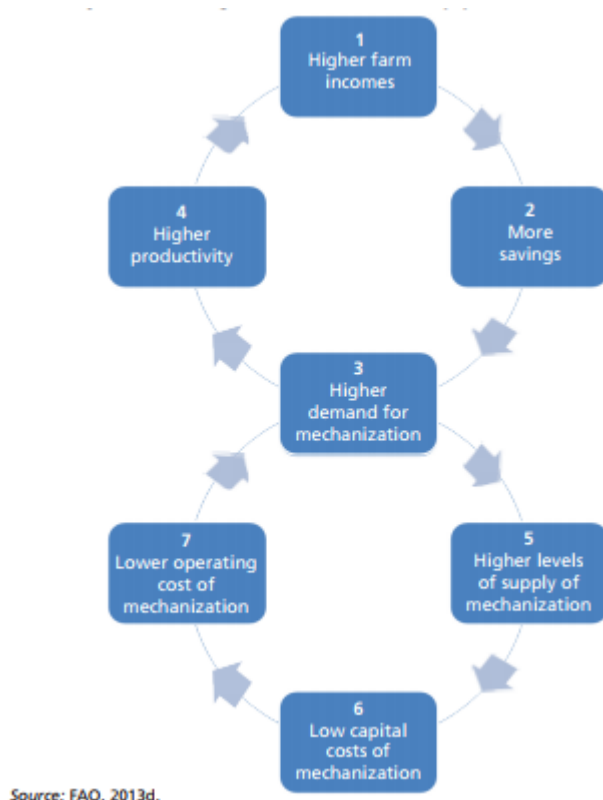 1
Higher farm
incomes
4
Higher
productivity
2
More
savings
3
Higher
demand for
mechanization
7
Lower operating
cost of
mechanization
5
Higher levels
of supply of
mechanization
6
Low capital
costs of
mechanization
Source: FAO, 2013d.